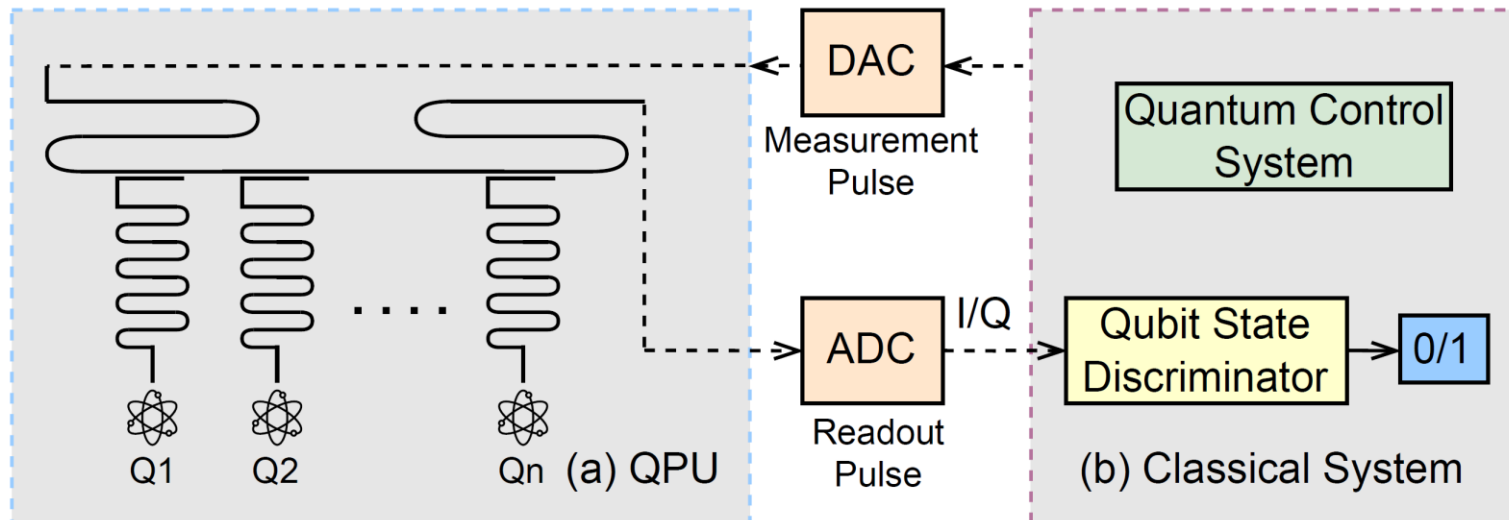 DAC
Measurement
Pulse
Quantum Control
System
Q1
Q2
. . . .
Qn
(a) QPU
ADC
Readout
Pulse
I/Q
Qubit State
Discriminator
0/1
(b) Classical System